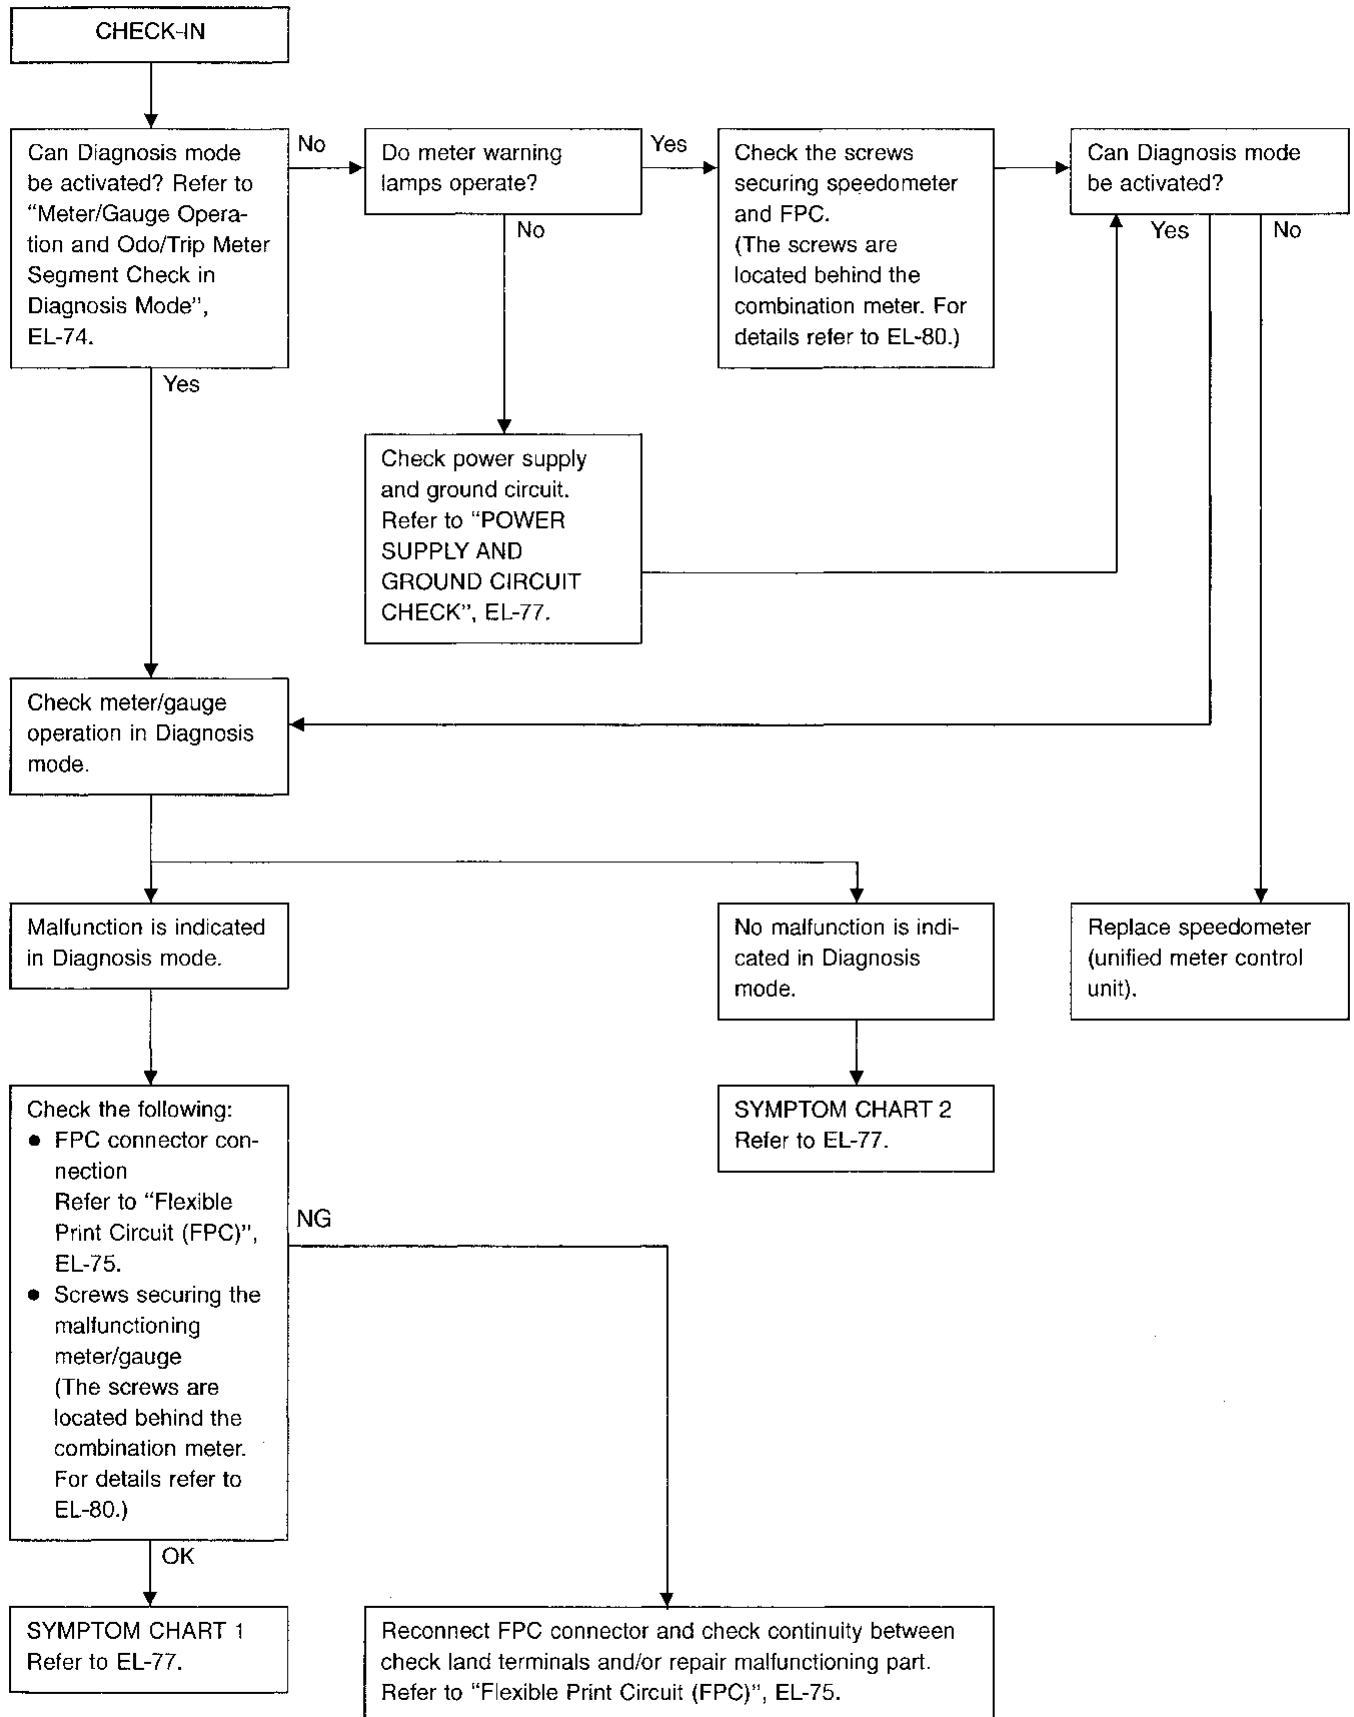 CHECK-IN
Can Diagnosis mode
be activated? Refer to
“Meter/Gauge Opera-
tion and Odo/Trip Meter
Segment Check in
Diagnosis Mode”,
EL-74.
No
Do meter warning
lamps operate?
Yes
Check the screws
securing speedometer
and FPC.
(The screws are
located behind the
combination meter. For
details refer to EL-80.)
Can Diagnosis mode
be activated?
Yes
No
No
Yes
Check power supply
and ground circuit.
Refer to “POWER
SUPPLY AND
GROUND CIRCUIT
CHECK”, EL-77.
Check meter/gauge
operation in Diagnosis
mode.
Malfunction is indicated
in Diagnosis mode.
No malfunction is indi-
cated in Diagnosis
mode.
Replace speedometer
(unified meter control
unit).
Check the following:
● FPC connector con-
nection
Refer to “Flexible
Print Circuit (FPC)”,
EL-75.
● Screws securing the
malfunctioning
meter/gauge
(The screws are
located behind the
combination meter.
For details refer to
EL-80.)
NG
SYMPTOM CHART 2
Refer to EL-77.
OK
SYMPTOM CHART 1
Refer to EL-77.
Reconnect FPC connector and check continuity between
check land terminals and/or repair malfunctioning part.
Refer to “Flexible Print Circuit (FPC)”, EL-75.